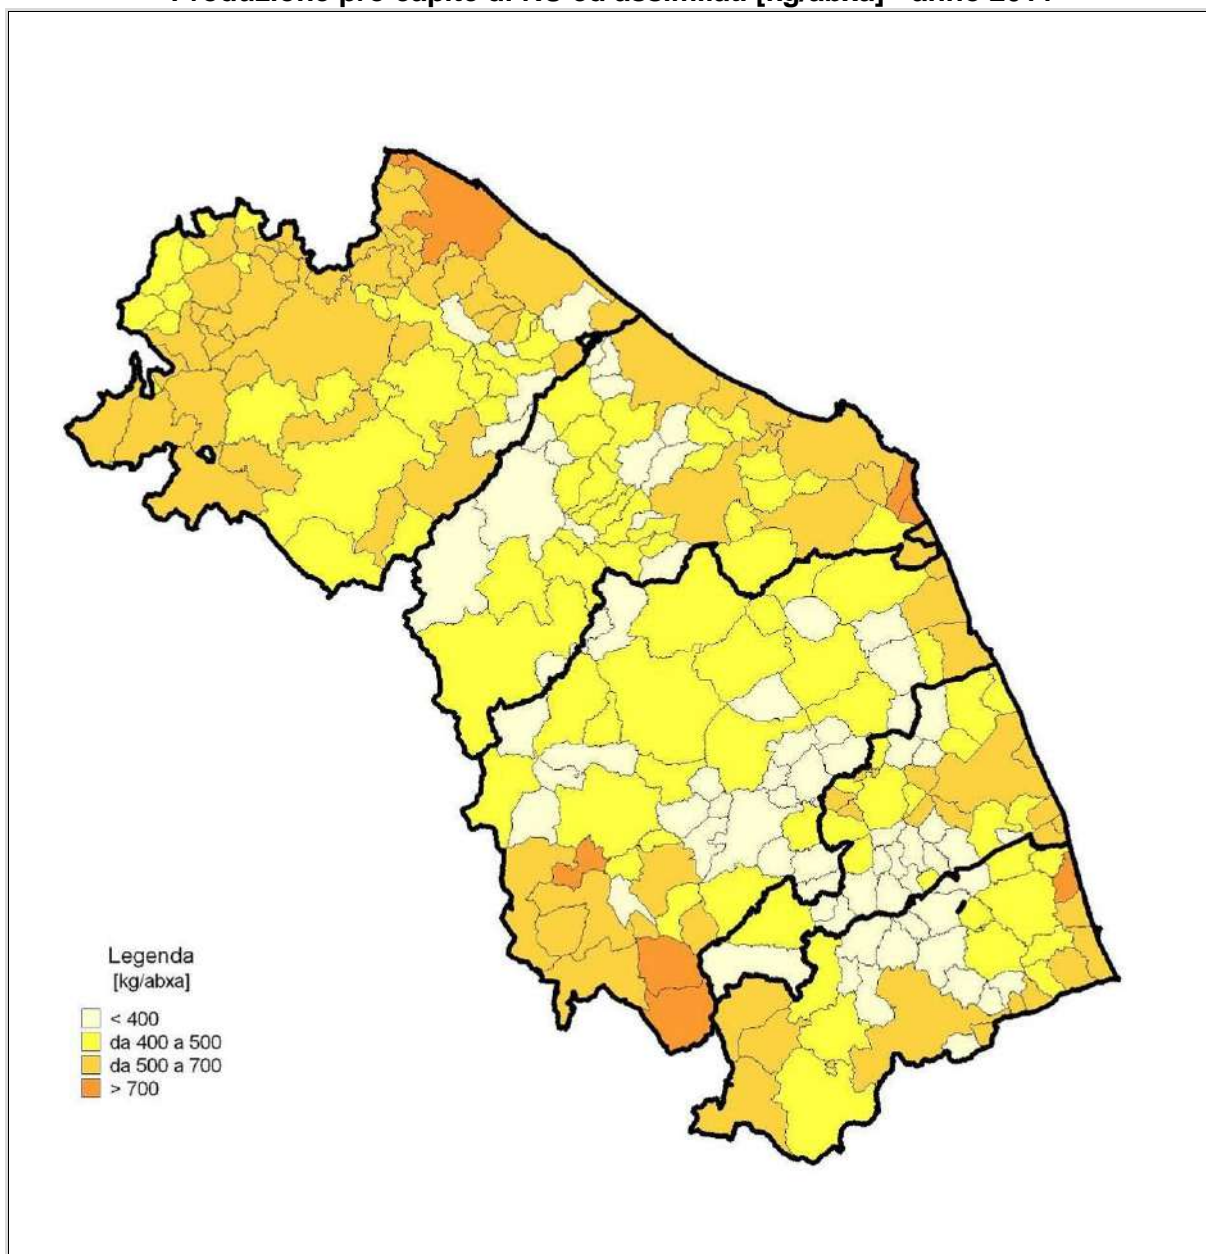 Produzione pro capite di RU ed assimilati [kg/abxa] - anno 2011
Legenda
[kg/abxa]
< 400
da 400 a 500
da 500 a 700
> 700